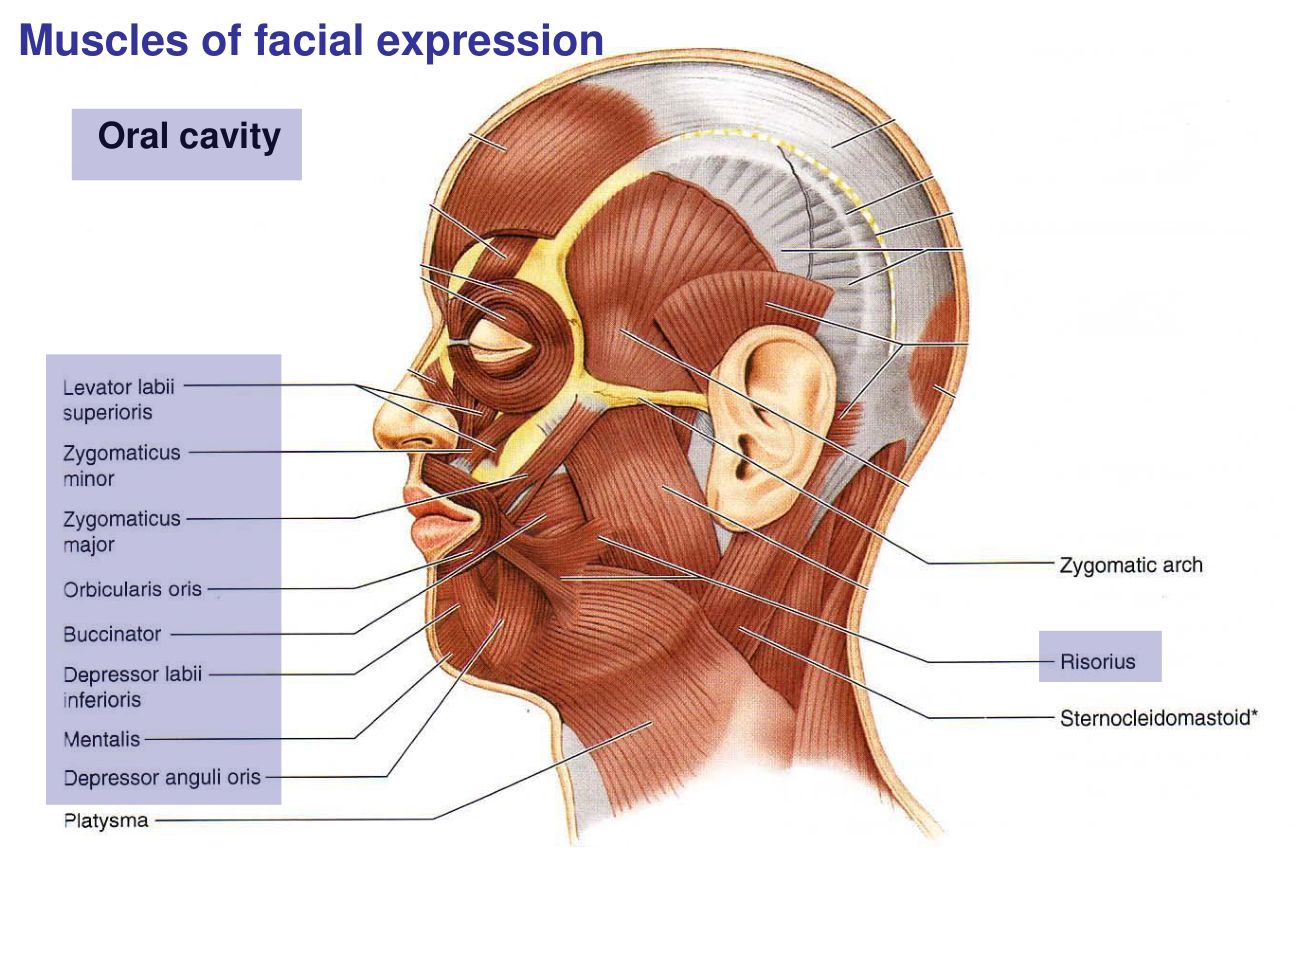 Muscles of facial expression
Oral cavity
Levator labii
superioris
Zygomaticus
minor
Zygomaticus
major
Orbicularis oris
Buccinator
Depressor labii
inferioris
Mentalis
Depressor anguli oris
Platysma
Zygomatic arch
Risorius
Sternocleidomastoid*